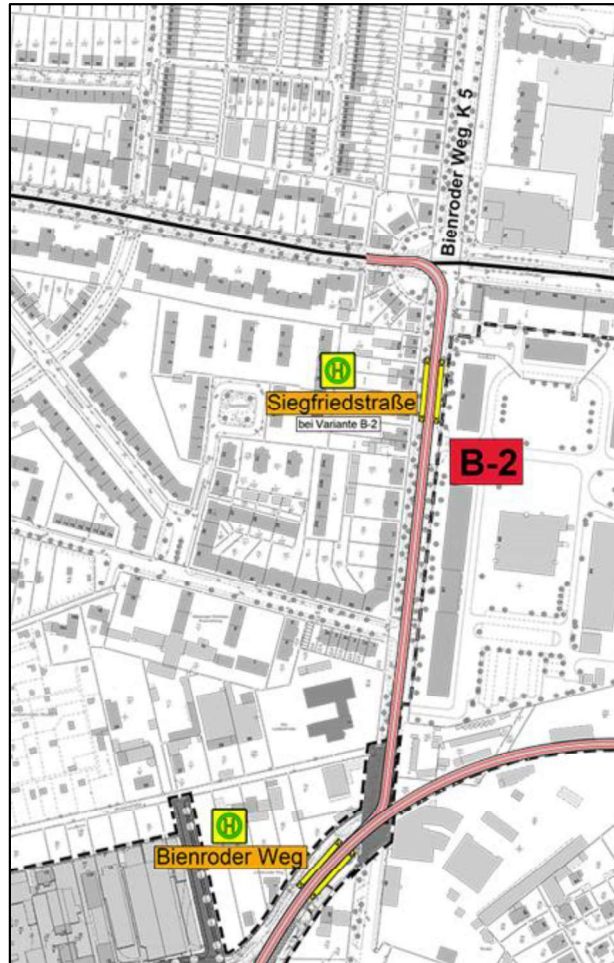 Bienroder Weg, K 5
H
Siegfriedstraße
bei Variante B-2
B-2
H
Bienroder Weg